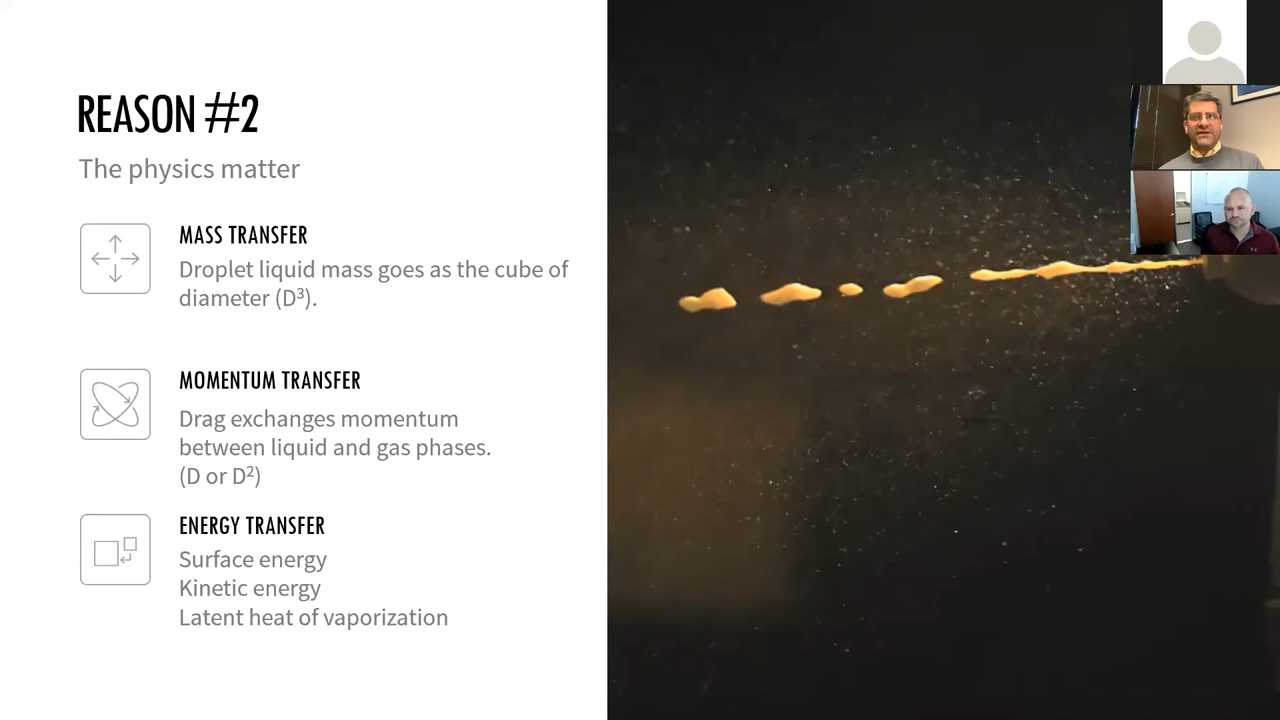 REASON #2
The physics matter
MASS TRANSFER
Droplet liquid mass goes as the cube of
diameter (D³).
MOMENTUM TRANSFER
Drag exchanges momentum
between liquid and gas phases.
(D or D²)
ENERGY TRANSFER
Surface energy
Kinetic energy
Latent heat of vaporization